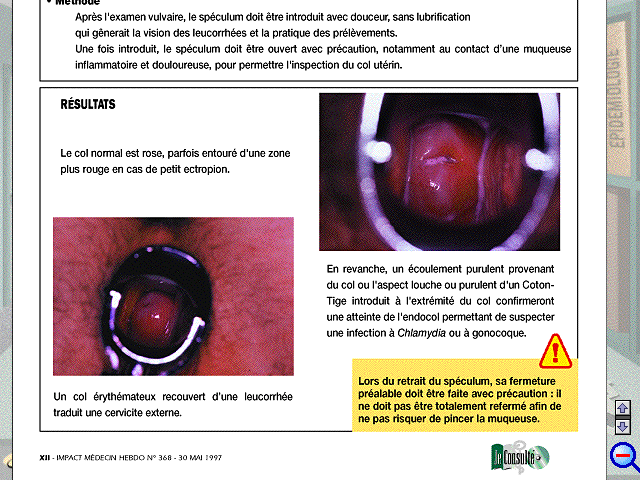 • Méthode
Après l'examen vulvaire, le spéculum doit être introduit avec douceur, sans lubrification
qui gênerait la vision des leucorrhées et la pratique des prélèvements.
Une fois introduit, le spéculum doit être ouvert avec précaution, notamment au contact d'une muqueuse
inflammatoire et douloureuse, pour permettre l'inspection du col utérin.
RÉSULTATS
Le col normal est rose, parfois entouré d'une zone
plus rouge en cas de petit ectropion.
En revanche, un écoulement purulent provenant
du col ou l'aspect louche ou purulent d'un Coton-
Tige introduit à l'extrémité du col confirmeront
une atteinte de l'endocol permettant de suspecter
une infection à Chlamydia ou à gonocoque.
Un col érythémateux recouvert d'une leucorrhée
traduit une cervicite externe.
Lors du retrait du spéculum, sa fermeture
préalable doit être faite avec précaution : il
ne doit pas être totalement refermé afin de
ne pas risquer de pincer la muqueuse.
XII - IMPACT MÉDECIN HEBDO N° 368 - 30 MAI 1997
la Consulte
EPIDEMIOLOGIE